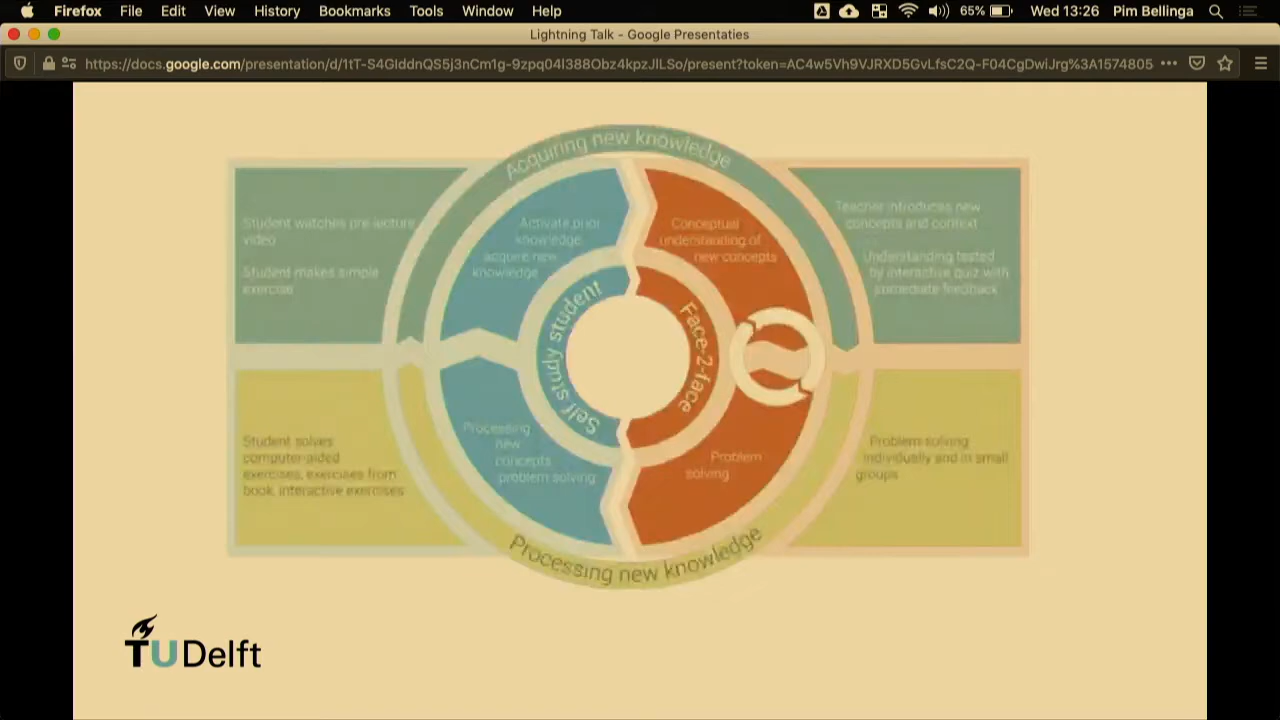 Firefox File Edit View History Bookmarks Tools Window Help 65% Wed 13:26 Pim Bellinga
Lightning Talk - Google Presentaties
https://docs.google.com/presentation/d/1tT-S4GIddnQS5j3nCm1g-9zpq04l388Obz4kpzJlLSo/present?token=AC4w5Vh9VJRXD5GvLfsC2Q-F04CgDwiJrg%3A1574805
Acquiring new knowledge
Student watches pre lecture
video
Student makes simple
exercise
Activate prior
knowledge,
acquire new
knowledge
Conceptual
understanding of
new concepts
Teacher introduces new
concepts and context
Understanding tested
by interactive quiz with
immediate feedback
Self study student
Face-2-face
Student solves
computer-aided
exercises, exercises from
book, interactive exercises
Processing
new
concepts
problem solving
Problem
solving
Problem solving
individually and in small
groups
Processing new knowledge
TU Delft